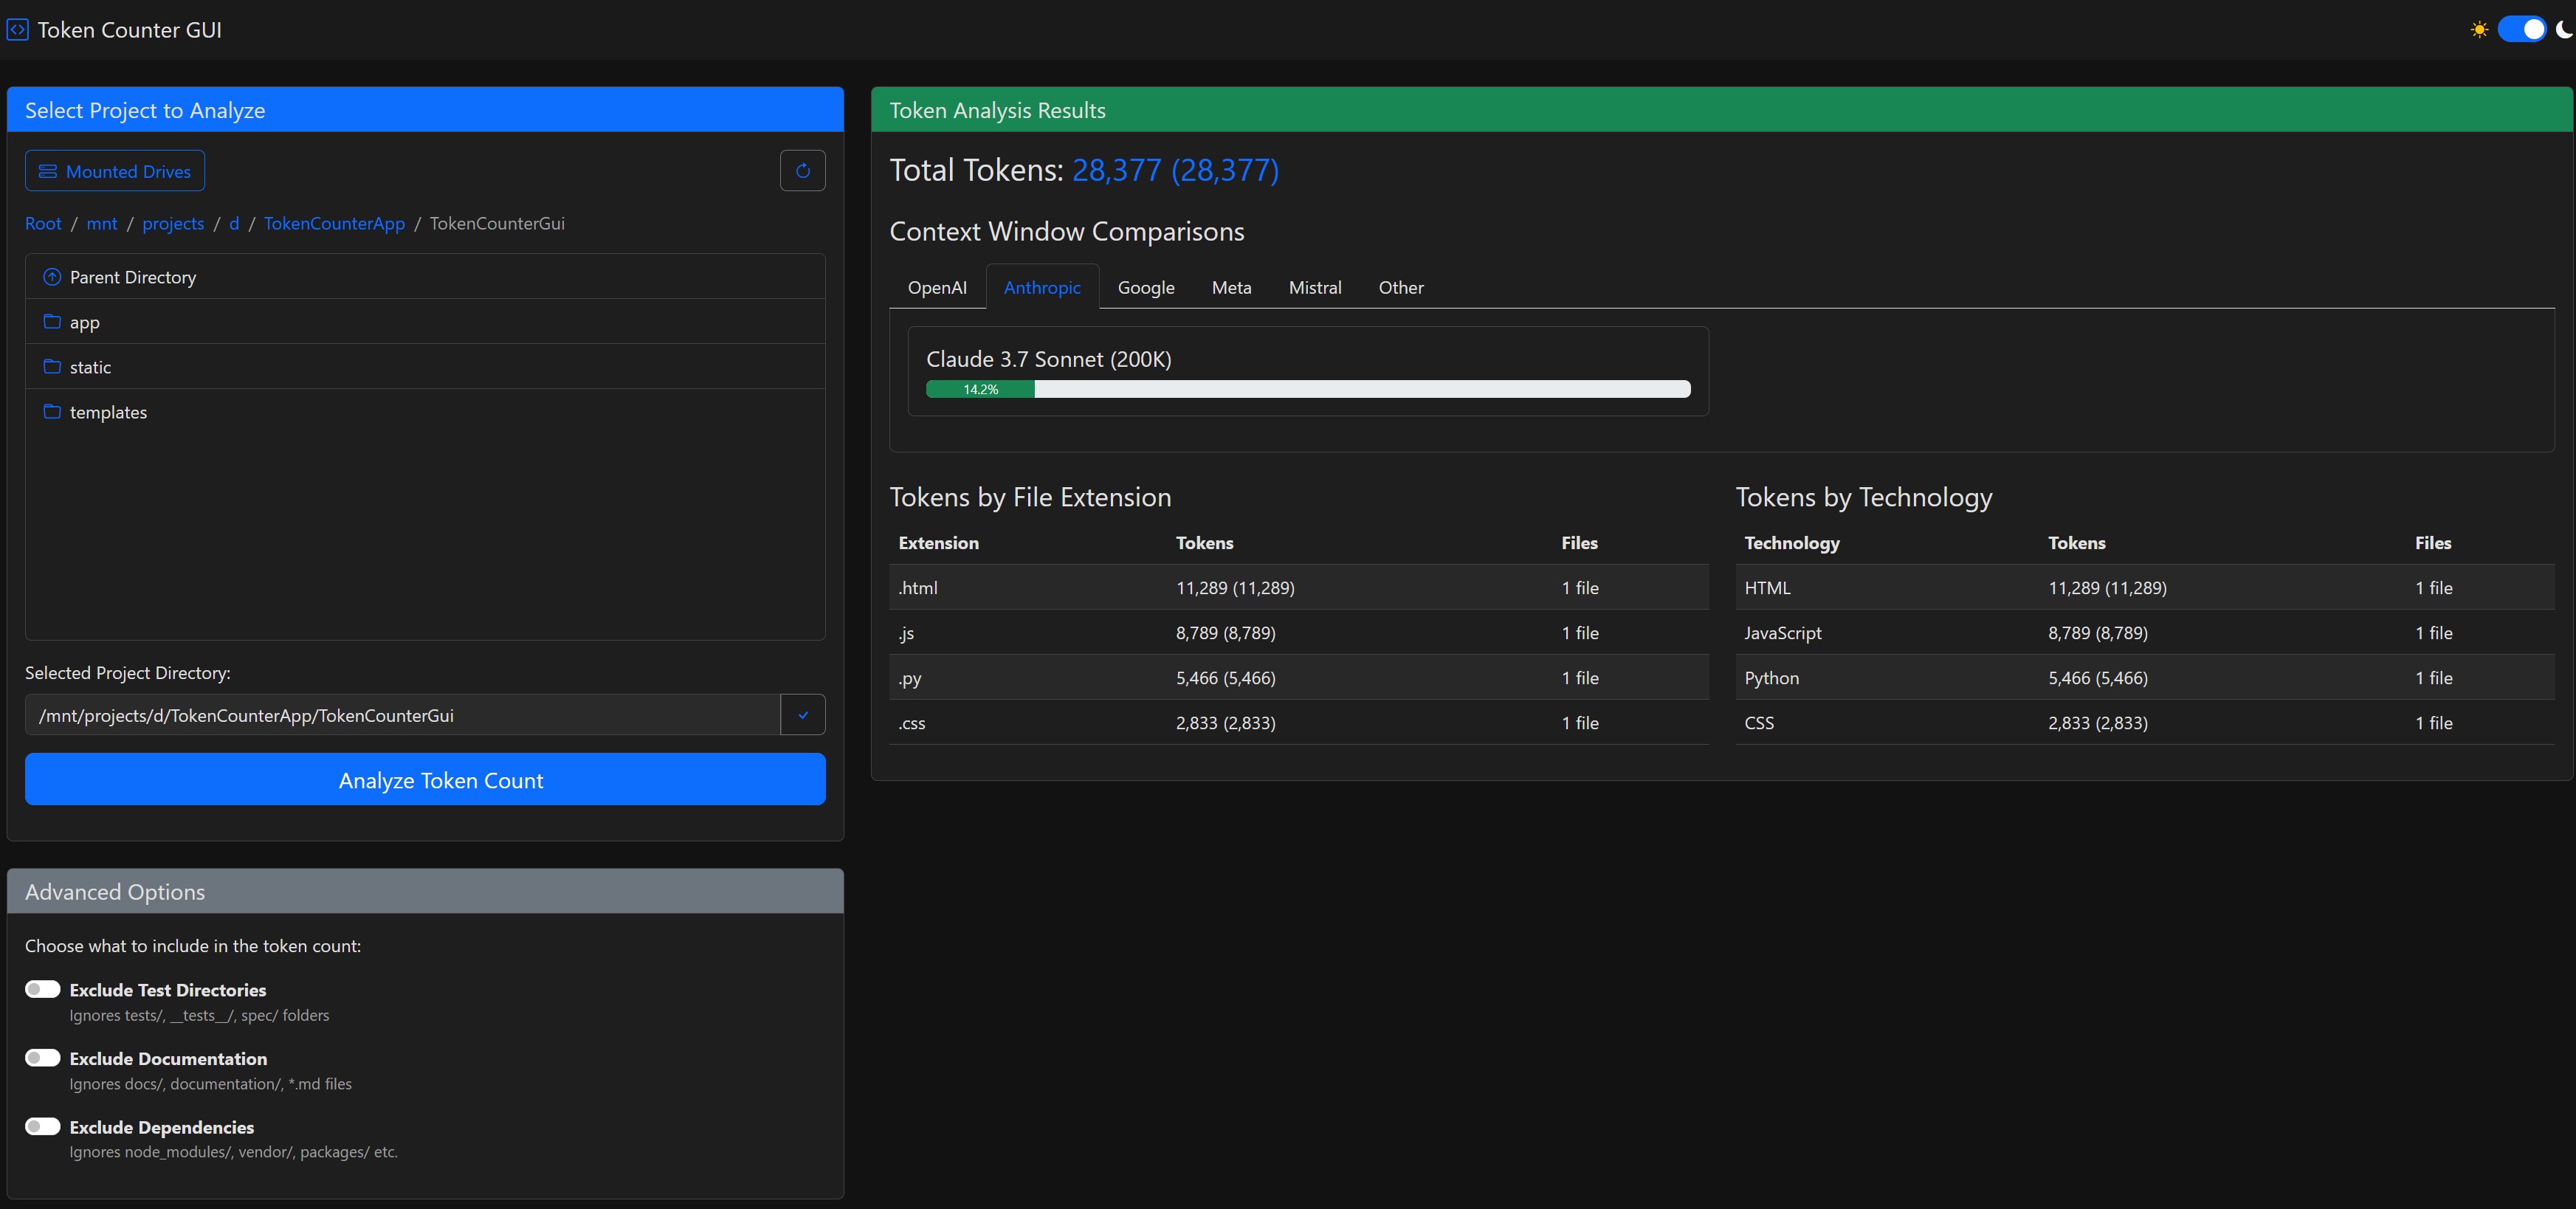 Token Counter GUI
Select Project to Analyze
Mounted Drives
Root / mnt / projects / d / TokenCounterApp / TokenCounterGui
Parent Directory
app
static
templates
Selected Project Directory:
/mnt/projects/d/TokenCounterApp/TokenCounterGui
Analyze Token Count
Advanced Options
Choose what to include in the token count:
Exclude Test Directories
Ignores tests/, __tests__/, spec/ folders
Exclude Documentation
Ignores docs/, documentation/, *.md files
Exclude Dependencies
Ignores node_modules/, vendor/, packages/ etc.
Token Analysis Results
Total Tokens: 28,377 (28,377)
Context Window Comparisons
OpenAI Anthropic Google Meta Mistral Other
Claude 3.7 Sonnet (200K)
14.2%
Tokens by File Extension
Extension Tokens Files
.html 11,289 (11,289) 1 file
.js 8,789 (8,789) 1 file
.py 5,466 (5,466) 1 file
.css 2,833 (2,833) 1 file
Tokens by Technology
Technology Tokens Files
HTML 11,289 (11,289) 1 file
JavaScript 8,789 (8,789) 1 file
Python 5,466 (5,466) 1 file
CSS 2,833 (2,833) 1 file